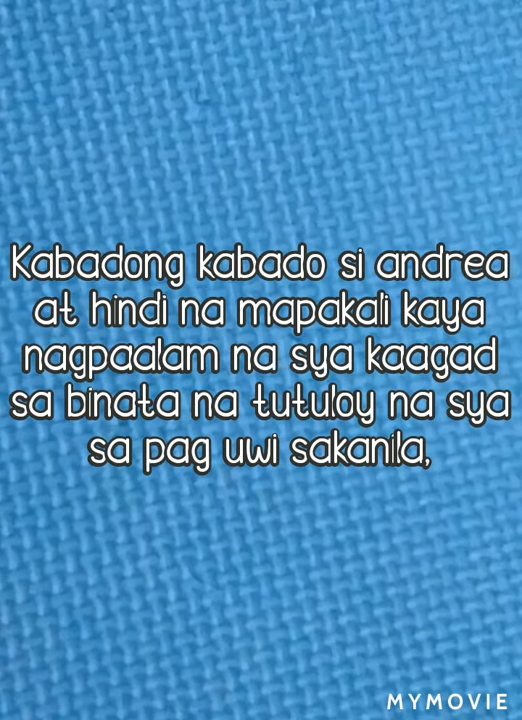 Kabadong kabado si andrea
at hindi na mapakali kaya
nagpaalam na sya kaagad
sa binata na tutuloy na sya
sa pag uwi sakanila,
MYMOVIE